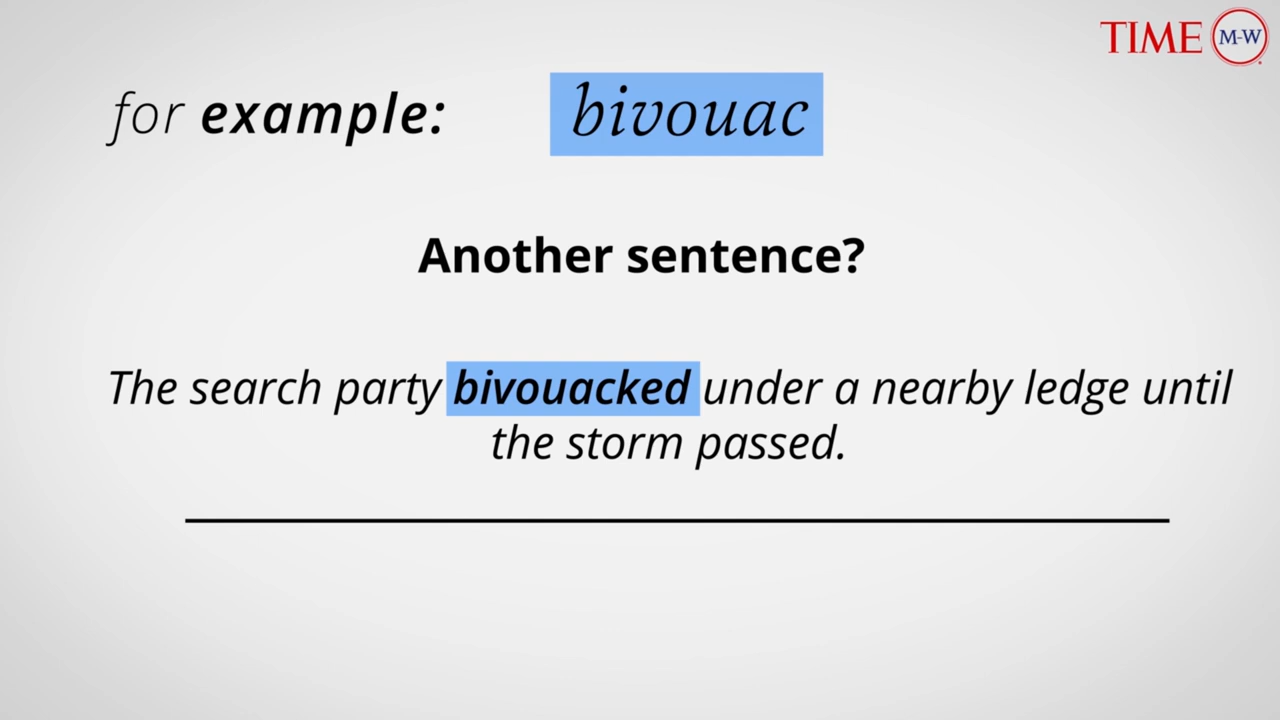 TIME M-W
for example: bivouac
Another sentence?
The search party bivouacked under a nearby ledge until
the storm passed.